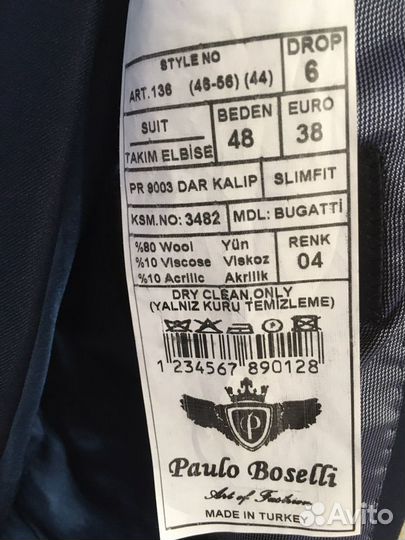 STYLE NO
DROP
ART.136 (46-56) (44)
6
SUIT
BEDEN
EURO
TAKIM ELBİSE
48
38
PR 9003 DAR KALIP
SLIMFIT
KSM.NO: 3482
MDL: BUGATTİ
%80 Wool Yün
RENK
%10 Viscose Viskoz
04
%10 Acrilic Akrilik
DRY CLEAN,ONLY
(YALNIZ KURU TEMİZLEME)
1 234567 890128
P
Paulo Boselli
Art of Fashion
MADE IN TURKEY
Avito